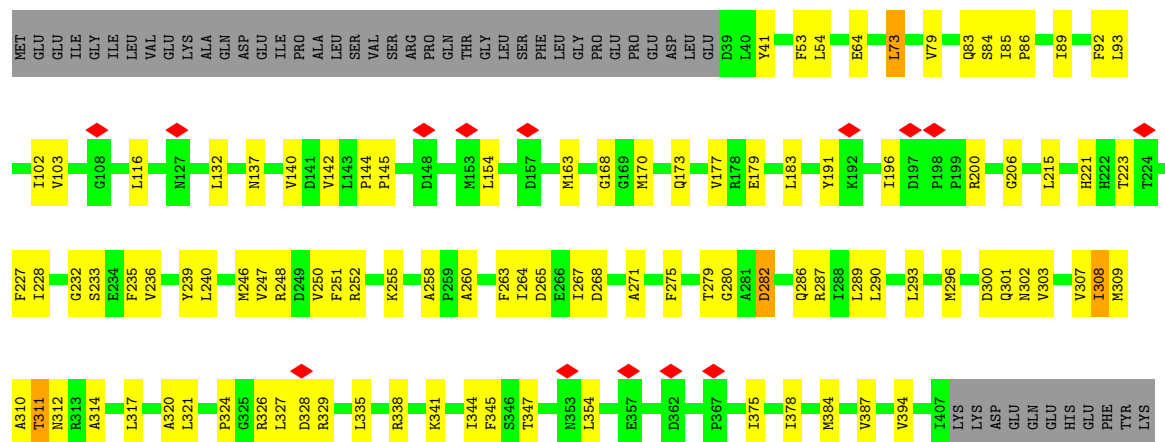 MET GLU GLU ILE GLY ILE LEU VAL GLU LYS ALA GLN ASP GLU ILE PRO ALA LEU SER VAL SER ARG PRO GLN THR GLY LEU SER PHE LEU GLY PRO GLU PRO GLU ASP LEU GLU D39 L40 Y41 F53 L54 E64 L73 V79 Q83 S84 I85 P86 I89 F92 L93
I102 V103 G108 L116 N127 L132 N137 V140 D141 V142 L143 P144 P145 D148 M153 L154 D157 M163 G168 G169 M170 Q173 V177 R178 E179 L183 Y191 K192 I196 D197 P198 P199 R200 G206 L215 H221 H222 T223 T224
F227 I228 G232 S233 E234 F235 V236 Y239 L240 M246 V247 R248 D249 V250 F251 R252 K255 A258 P259 A260 F263 I264 D265 E266 I267 D268 A271 F275 T279 G280 A281 D282 Q286 R287 I288 L289 L290 L293 M296 D300 Q301 N302 V303 V307 I308 M309
A310 T311 N312 R313 A314 L317 A320 L321 P324 G325 R326 L327 D328 R329 L335 R338 K341 I344 F345 S346 T347 N353 L354 E357 D362 P367 I375 I378 M384 V387 V394 I407 LYS LYS ASP GLU GLN GLU HIS GLU PHE TYR LYS